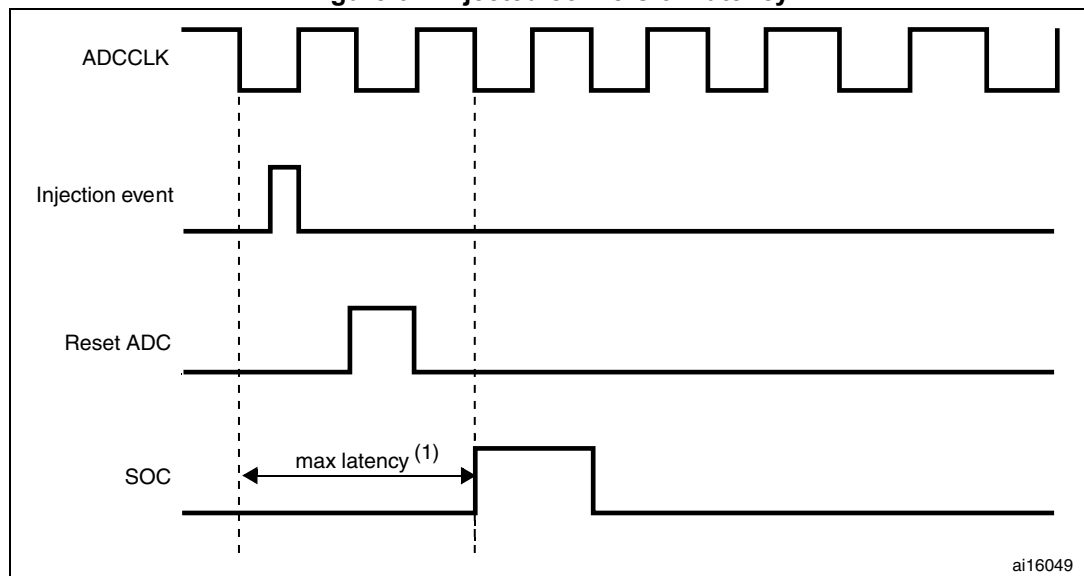 ADCCLK
Injection event
Reset ADC
max latency (1)
SOC
ai16049